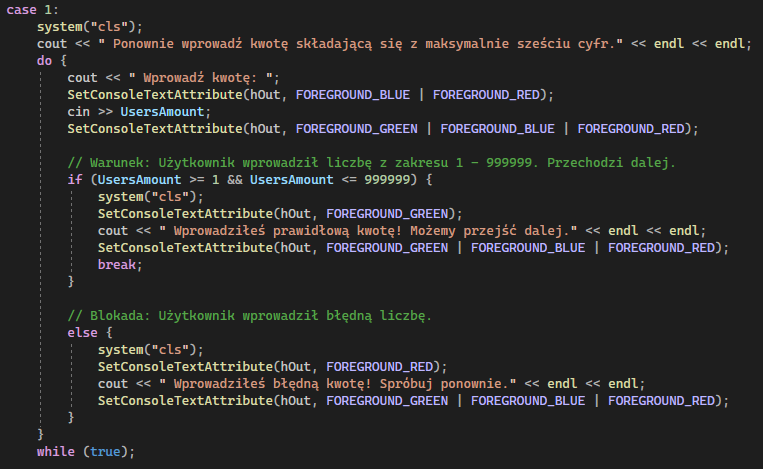 case 1:
    system("cls");
    cout << " Ponownie wprowadź kwotę składającą się z maksymalnie sześciu cyfr." << endl << endl;
    do {
        cout << " Wprowadź kwotę: ";
        SetConsoleTextAttribute(hOut, FOREGROUND_BLUE | FOREGROUND_RED);
        cin >> UsersAmount;
        SetConsoleTextAttribute(hOut, FOREGROUND_GREEN | FOREGROUND_BLUE | FOREGROUND_RED);

        // Warunek: Użytkownik wprowadził liczbę z zakresu 1 - 999999. Przechodzi dalej.
        if (UsersAmount >= 1 && UsersAmount <= 999999) {
            system("cls");
            SetConsoleTextAttribute(hOut, FOREGROUND_GREEN);
            cout << " Wprowadziłeś prawidłową kwotę! Możemy przejść dalej." << endl << endl;
            SetConsoleTextAttribute(hOut, FOREGROUND_GREEN | FOREGROUND_BLUE | FOREGROUND_RED);
            break;
        }

        // Blokada: Użytkownik wprowadził błędną liczbę.
        else {
            system("cls");
            SetConsoleTextAttribute(hOut, FOREGROUND_RED);
            cout << " Wprowadziłeś błędną kwotę! Spróbuj ponownie." << endl << endl;
            SetConsoleTextAttribute(hOut, FOREGROUND_GREEN | FOREGROUND_BLUE | FOREGROUND_RED);
        }
    }
    while (true);